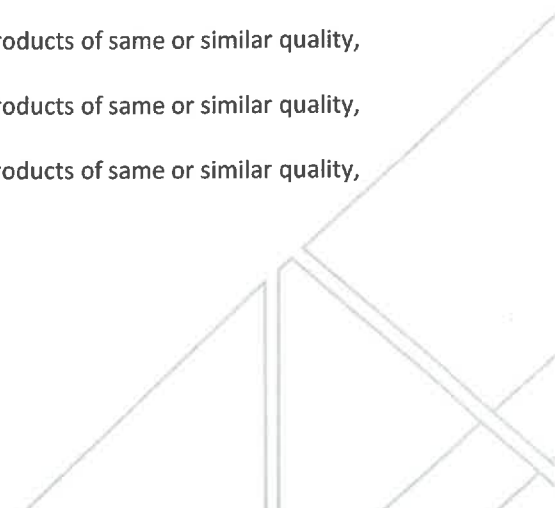 roducts of same or similar quality,
roducts of same or similar quality,
roducts of same or similar quality,